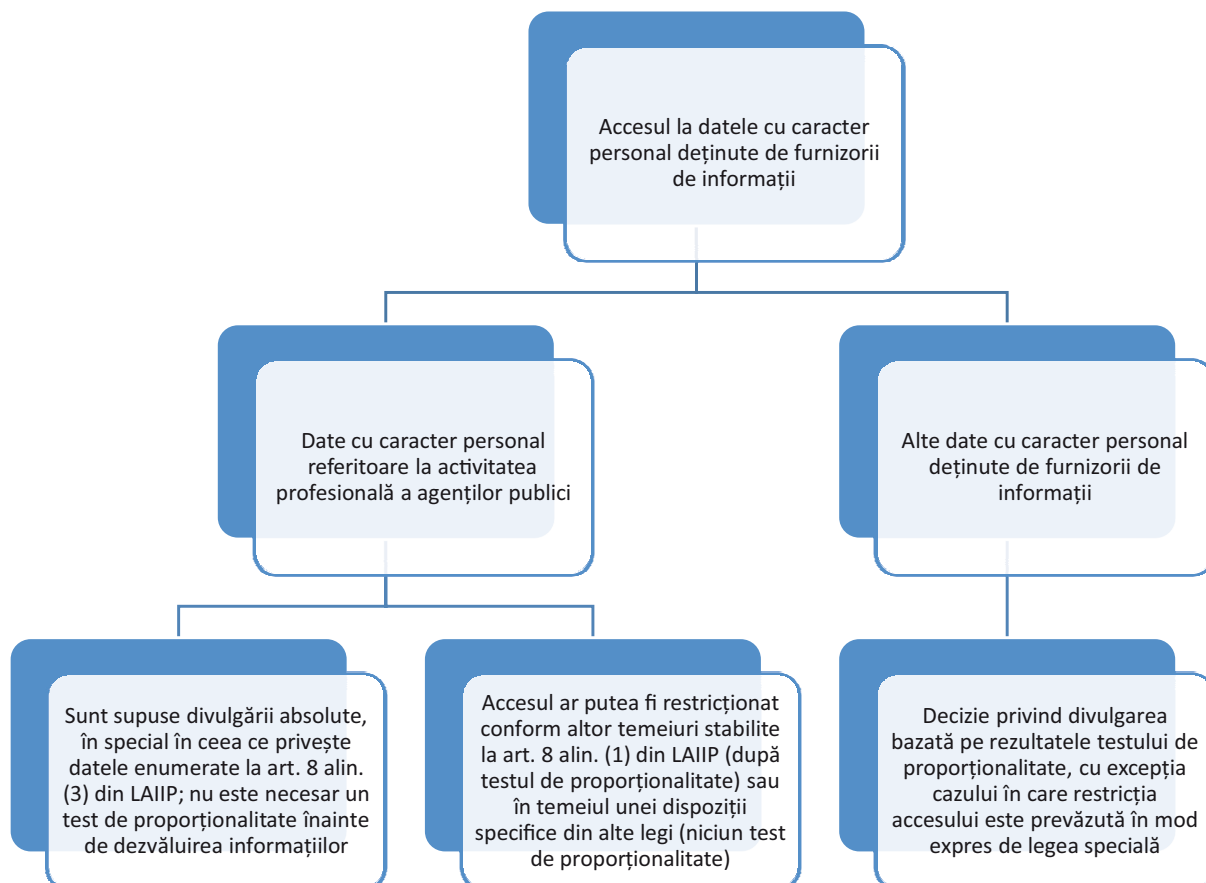 Accesul la datele cu caracter
personal deținute de furnizorii
de informații
Date cu caracter personal
referitoare la activitatea
profesională a agenților publici
Alte date cu caracter personal
deținute de furnizorii de
informații
Sunt supuse divulgării absolute,
în special în ceea ce privește
datele enumerate la art. 8 alin.
(3) din LAIIP; nu este necesar un
test de proporționalitate înainte
de dezvăluirea informațiilor
Accesul ar putea fi restricționat
conform altor temeiuri stabilite
la art. 8 alin. (1) din LAIIP (după
testul de proporționalitate) sau
în temeiul unei dispoziții
specifice din alte legi (niciun test
de proporționalitate)
Decizie privind divulgarea
bazată pe rezultatele testului de
proporționalitate, cu excepția
cazului în care restricția
accesului este prevăzută în mod
expres de legea specială